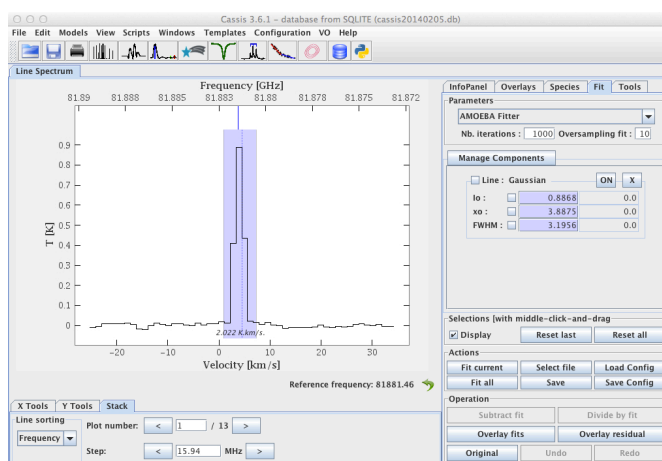 Cassis 3.6.1 - database from SQLITE (cassis20140205.db)
File Edit Models View Scripts Windows Templates Configuration VO Help
Line Spectrum
Frequency [GHz]
81.89 81.888 81.885 81.883 81.88 81.878 81.875 81.872
0.9
0.8
0.7
0.6
0.5
0.4
0.3
0.2
0.1
0
T [K]
2.022 K.km/s.
-20 -10 0 10 20 30
Velocity [km/s]
Reference frequency: 81881.46
X Tools Y Tools Stack
Line sorting
Frequency
Plot number: < 1 / 13 >
Step: < 15.94 MHz >
InfoPanel Overlays Species Fit Tools
Parameters
AMOEBA Fitter
Nb. iterations : 1000 Oversampling fit : 10
Manage Components
Line : Gaussian ON X
Io : 0.8868 0.0
xo : 3.8875 0.0
FWHM : 3.1956 0.0
Selections [with middle-click-and-drag
Display Reset last Reset all
Actions
Fit current Select file Load Config
Fit all Save Save Config
Operation
Subtract fit Divide by fit
Overlay fits Overlay residual
Original Undo Redo